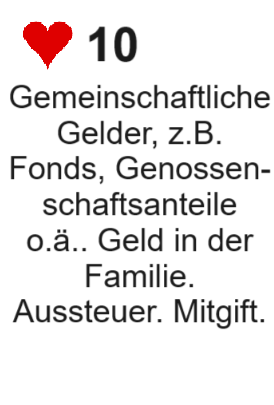 10
Gemeinschaftliche
Gelder, z.B.
Fonds, Genossen-
schaftsanteile
o.ä.. Geld in der
Familie.
Aussteuer. Mitgift.